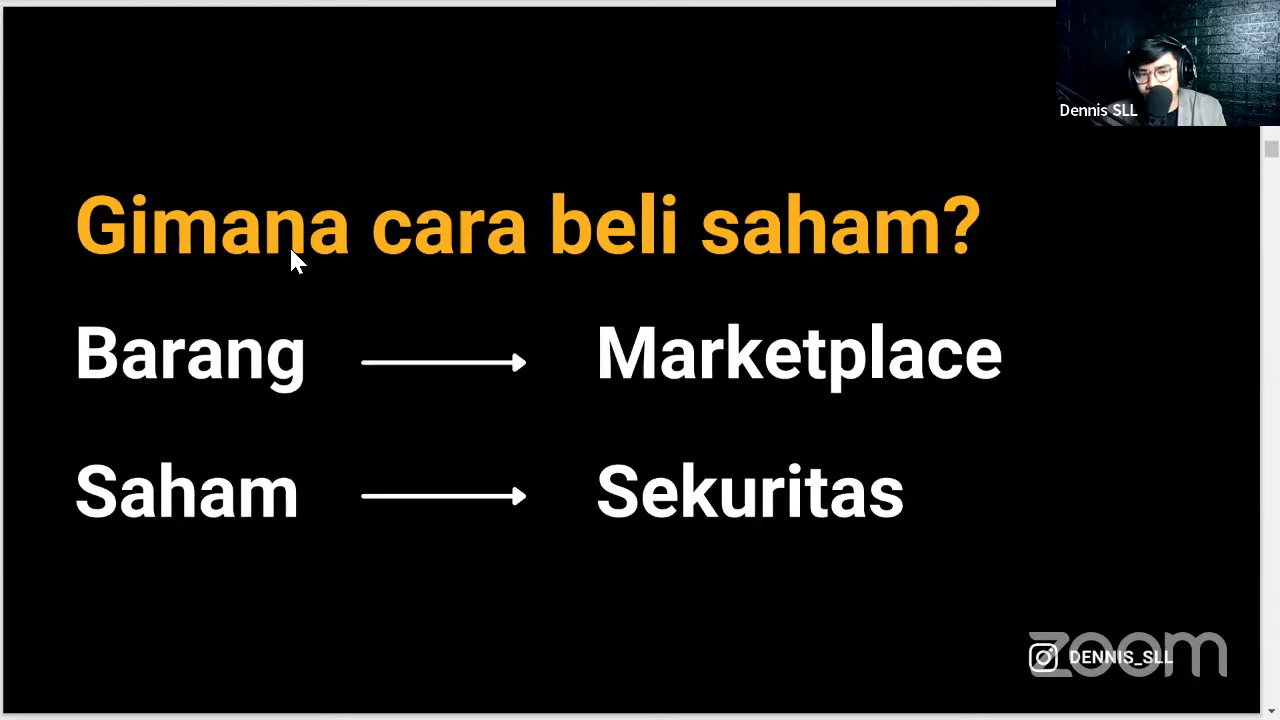 Dennis SLL
Gimana cara beli saham?
Barang → Marketplace
Saham → Sekuritas
DENNIS_SLL
zoom